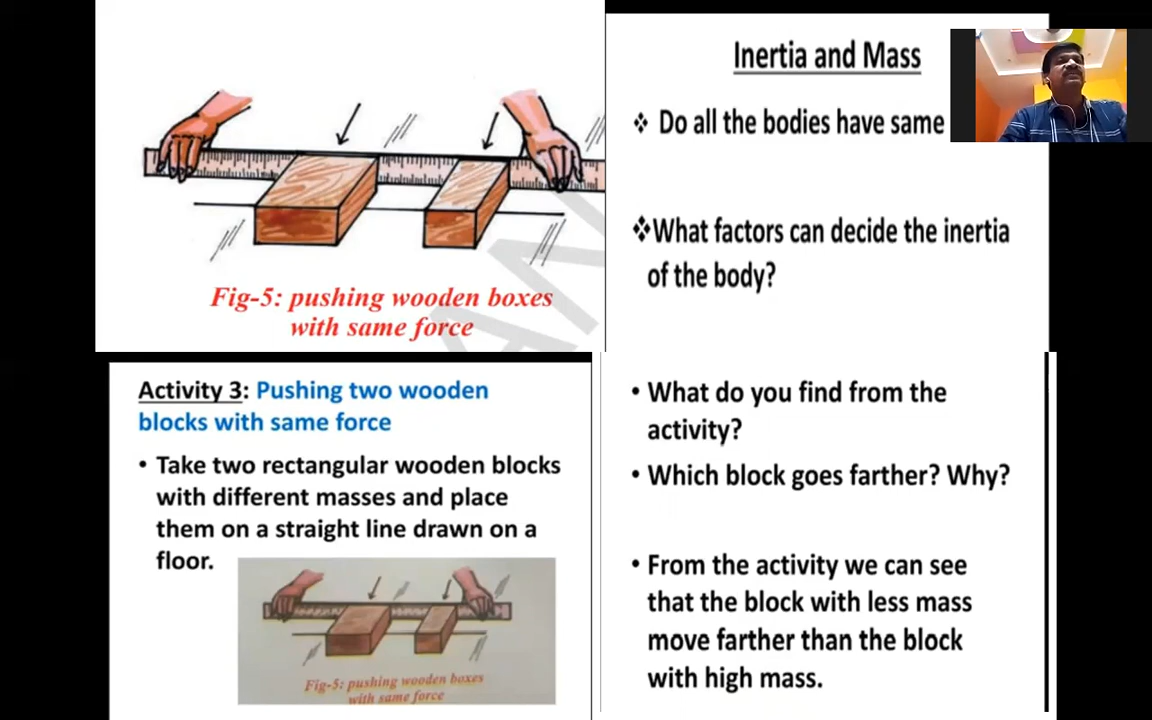 Fig-5: pushing wooden boxes
with same force
Inertia and Mass
❖ Do all the bodies have same
❖What factors can decide the inertia
of the body?
Activity 3: Pushing two wooden
blocks with same force
• Take two rectangular wooden blocks
with different masses and place
them on a straight line drawn on a
floor.
Fig-5: pushing wooden boxes
with same force
• What do you find from the
activity?
• Which block goes farther? Why?
• From the activity we can see
that the block with less mass
move farther than the block
with high mass.